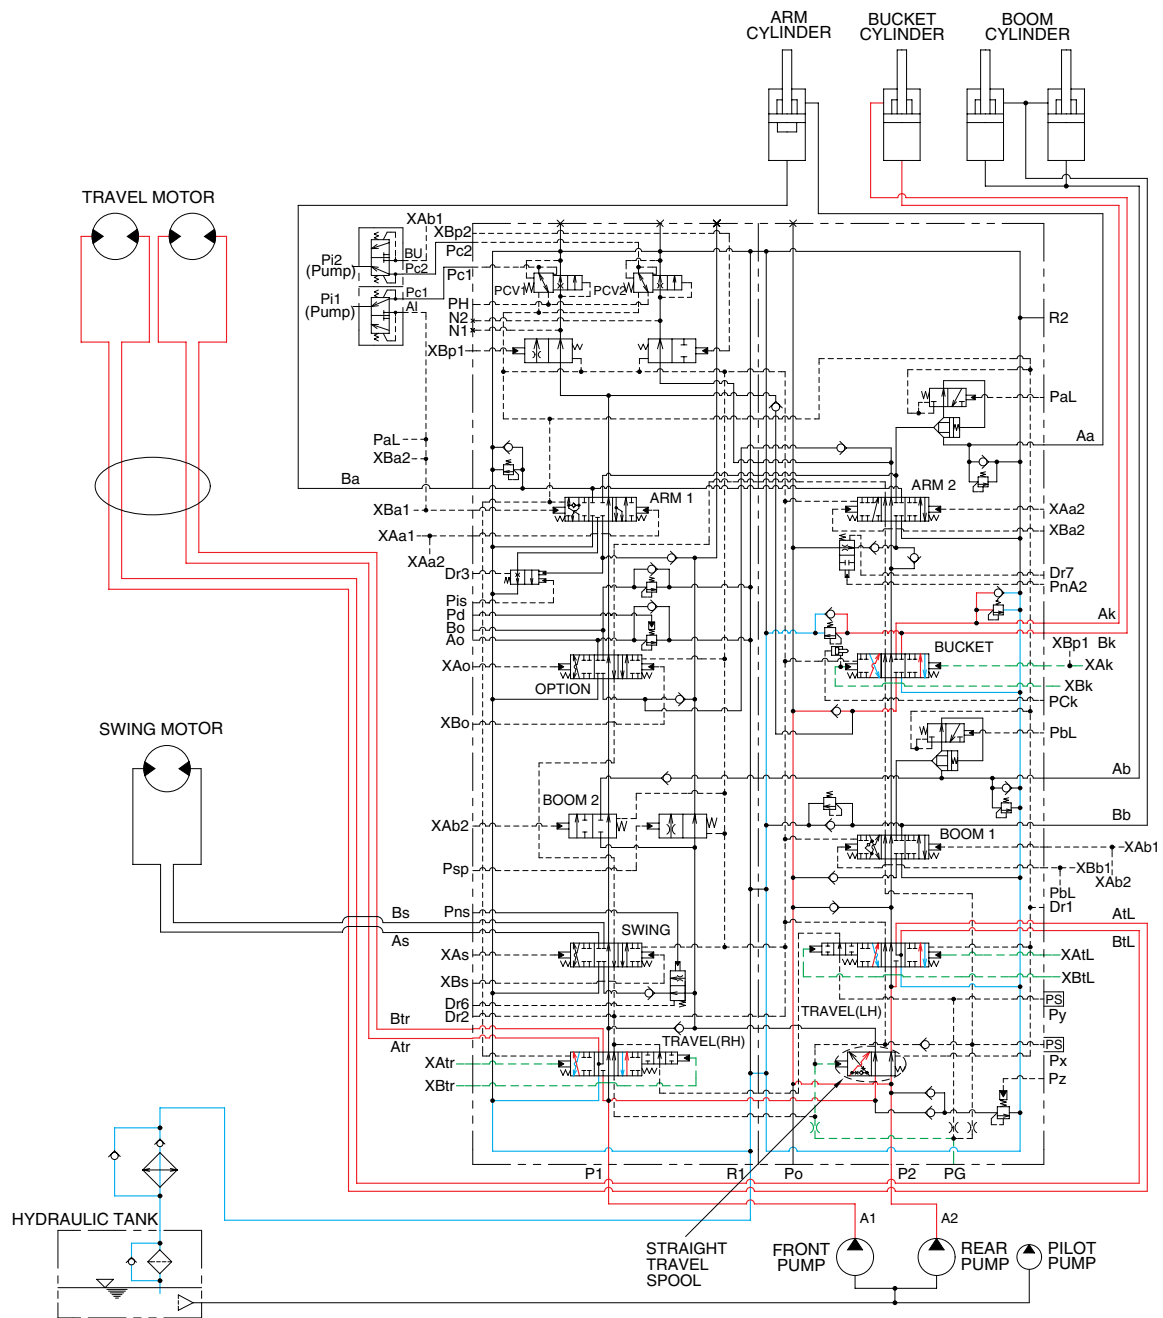 ARM
CYLINDER
BUCKET
CYLINDER
BOOM
CYLINDER
TRAVEL MOTOR
XAb1
XBp2
Pc2
Pc1
Pi2
(Pump)
BU
Pc2
Pi1
(Pump)
Pc1
AI
PCV1
PCV2
PH
N2
N1
XBp1
R2
PaL
Aa
PaL
XBa2
Ba
ARM 1
ARM 2
XBa1
XAa2
XAa1
XBa2
XAa2
Dr3
Dr7
Pis
PnA2
Pd
Bo
Ao
Ak
XBp1 Bk
BUCKET
XAo
XAk
OPTION
XBk
PCk
XBo
PbL
SWING MOTOR
Ab
BOOM 2
Bb
XAb2
BOOM 1
XAb1
Psp
XBb1
XAb2
PbL
Dr1
Bs
Pns
AtL
As
SWING
BtL
XAs
XAtL
XBs
XBtL
Dr6
Dr2
PS
Py
TRAVEL(LH)
Btr
TRAVEL(RH)
Atr
PS
Px
XAtr
XBtr
Pz
P1
R1
Po
P2
PG
HYDRAULIC TANK
A1
A2
STRAIGHT
TRAVEL
SPOOL
FRONT
PUMP
REAR
PUMP
PILOT
PUMP